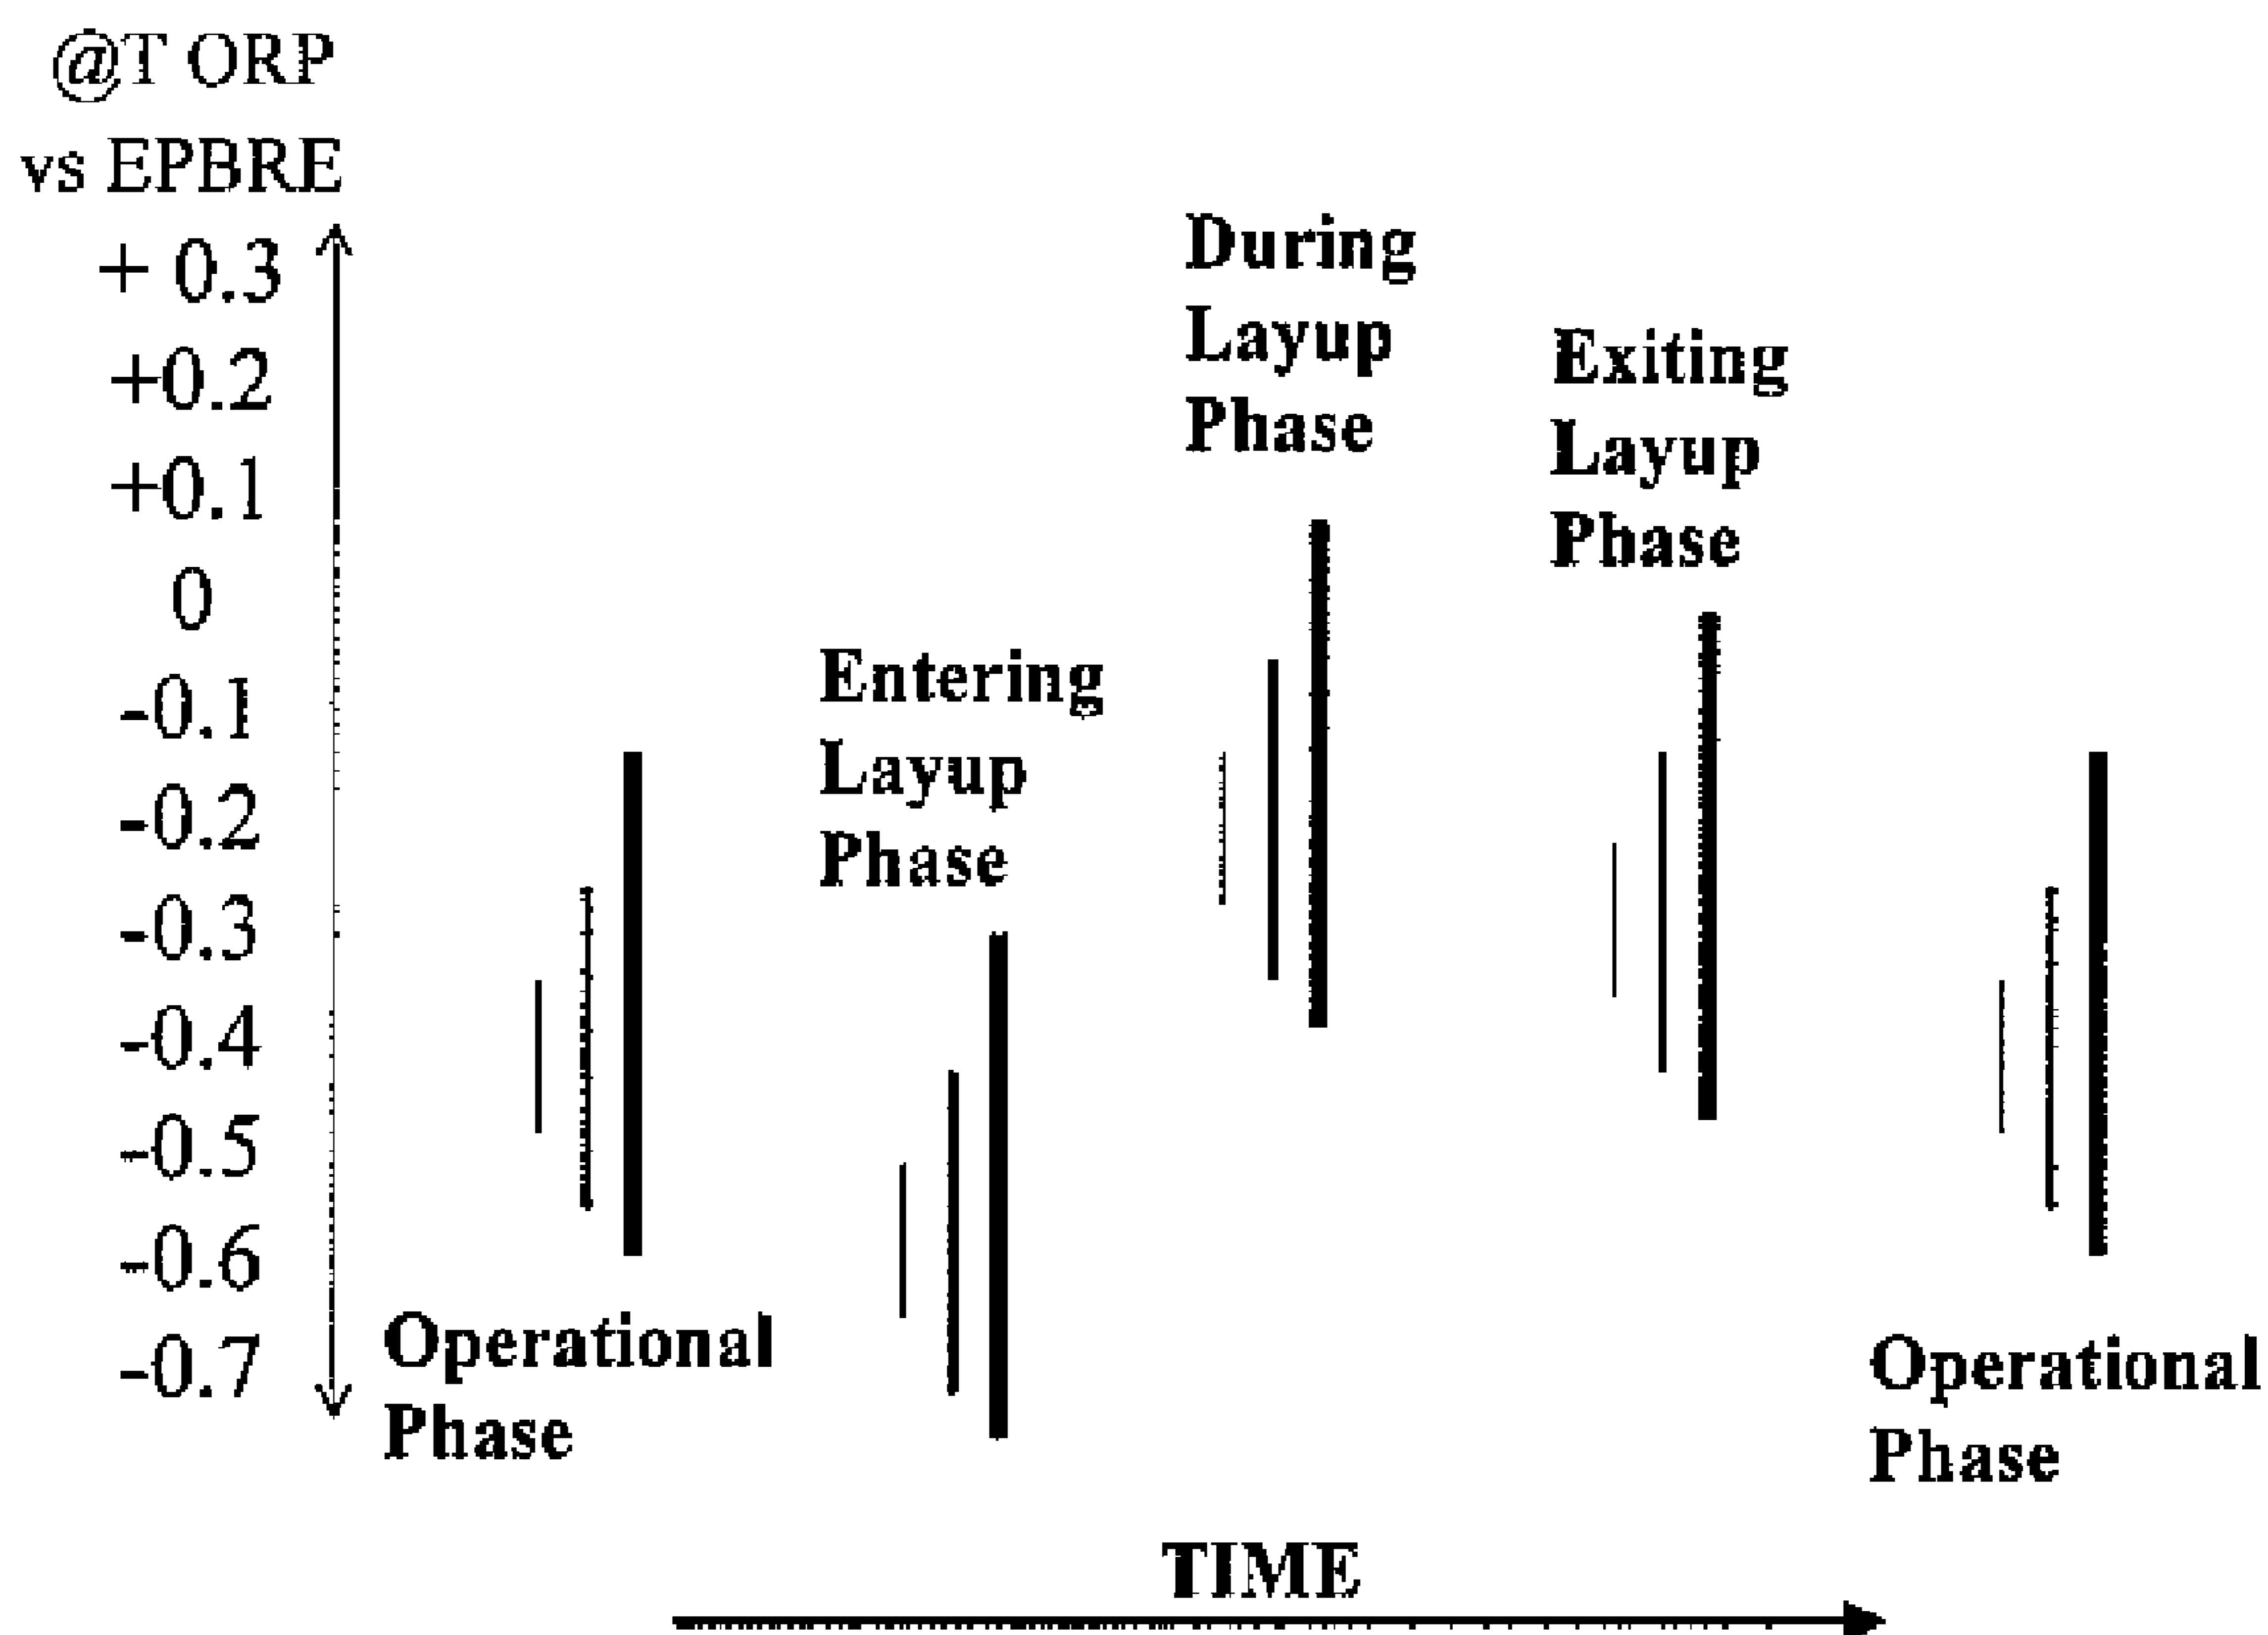 @T ORP
vs EPBRE
+ 0.3
+0.2
+0.1
0
-0.1
-0.2
-0.3
-0.4
-0.5
-0.6
-0.7
Operational
Phase
Entering
Layup
Phase
During
Layup
Phase
Exiting
Layup
Phase
Operational
Phase
TIME